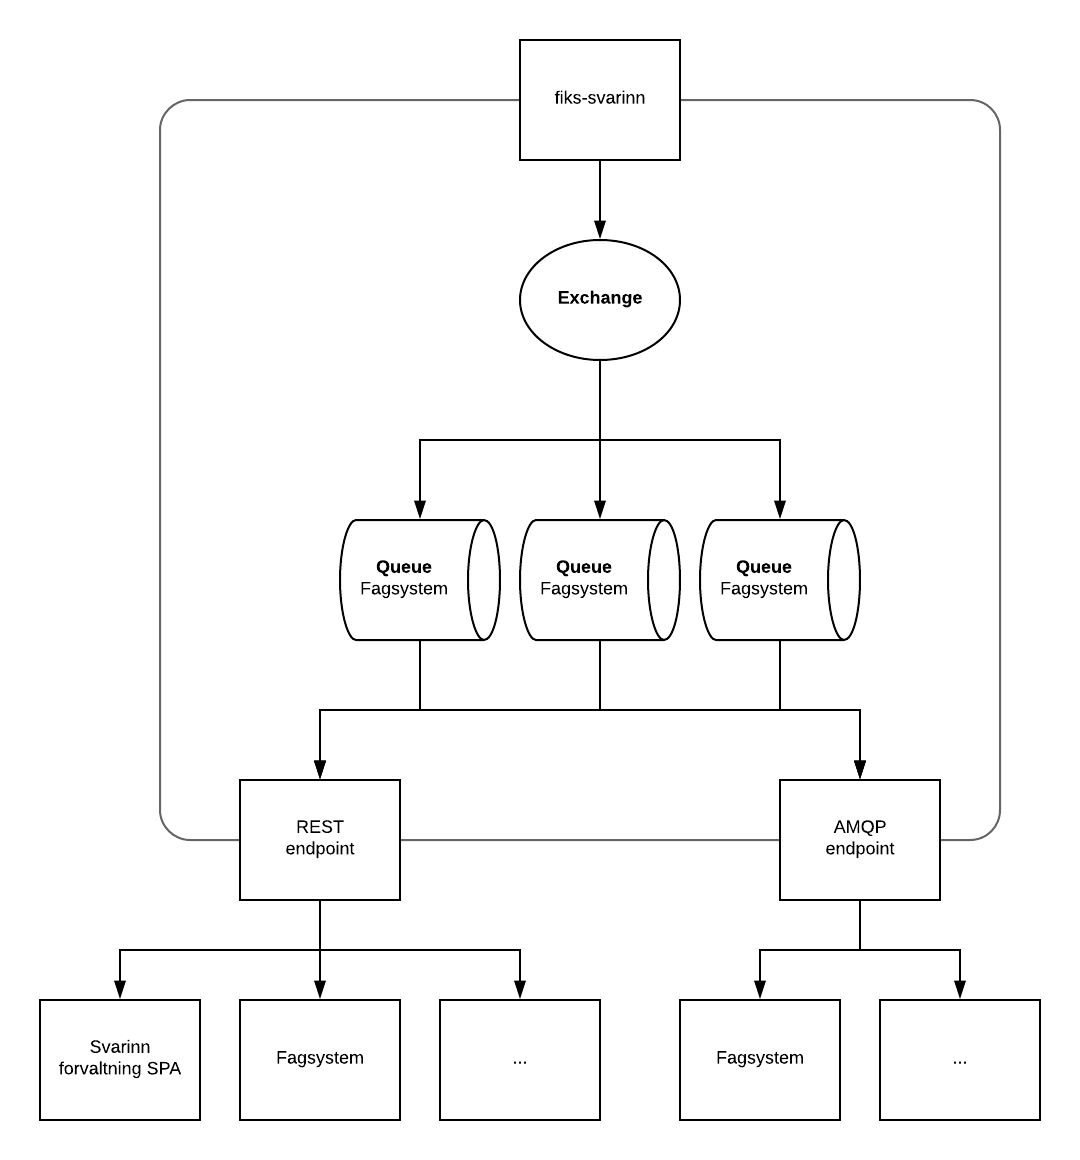 fiks-svarinn
Exchange
Queue
Fagsystem
Queue
Fagsystem
Queue
Fagsystem
REST
endpoint
AMQP
endpoint
Svarinn
forvaltning SPA
Fagsystem
...
Fagsystem
...